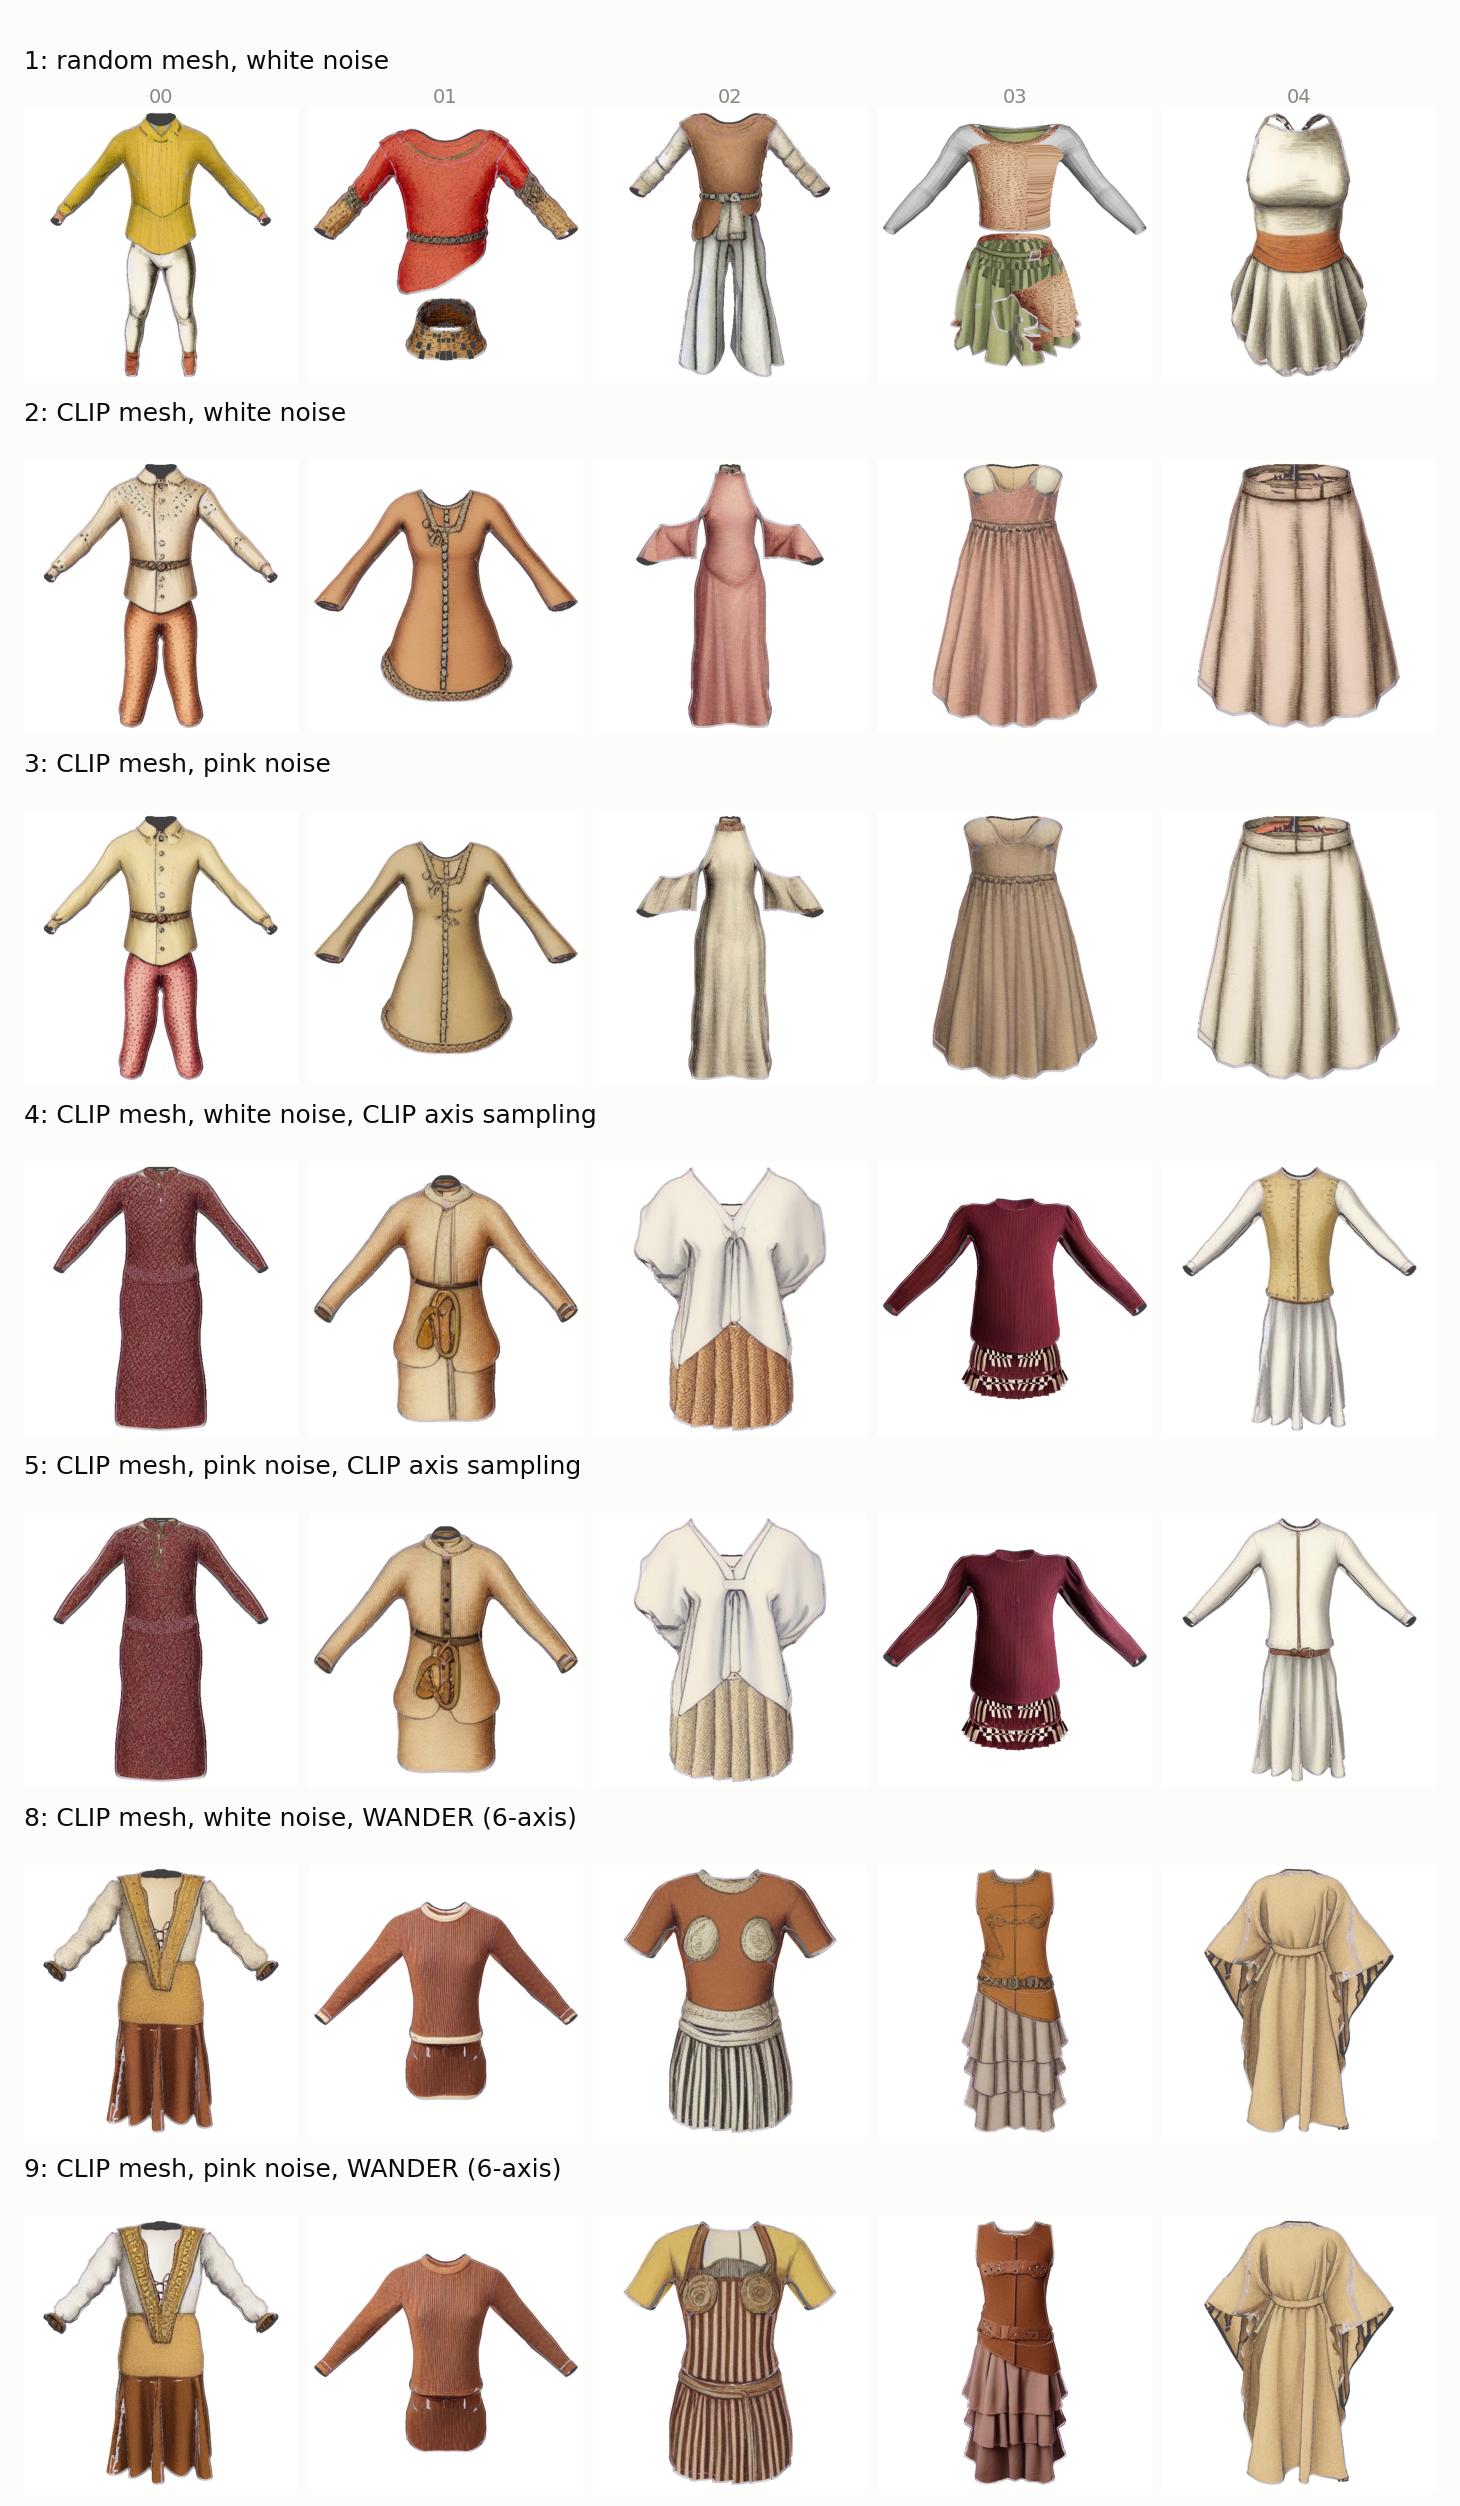 1: random mesh, white noise
00 01 02 03 04
2: CLIP mesh, white noise
3: CLIP mesh, pink noise
4: CLIP mesh, white noise, CLIP axis sampling
5: CLIP mesh, pink noise, CLIP axis sampling
8: CLIP mesh, white noise, WANDER (6-axis)
9: CLIP mesh, pink noise, WANDER (6-axis)